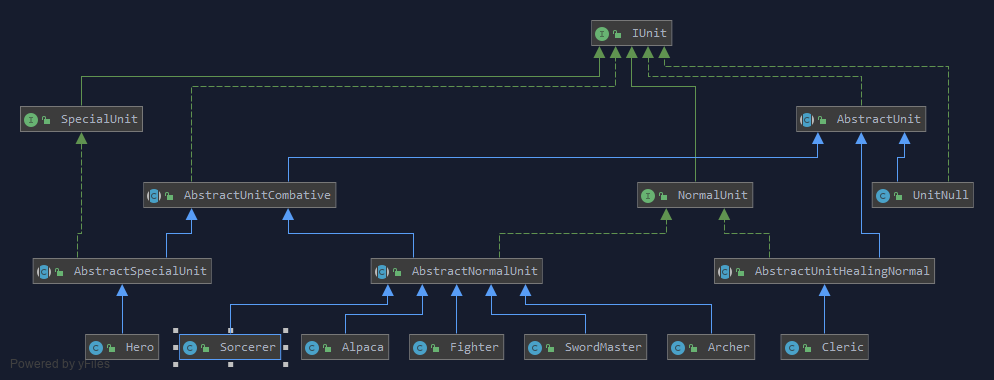 IUnit
SpecialUnit
AbstractUnit
AbstractUnitCombative
NormalUnit
UnitNull
AbstractSpecialUnit
AbstractNormalUnit
AbstractUnitHealingNormal
Hero
Sorcerer
Alpaca
Fighter
SwordMaster
Archer
Cleric
Powered by yFiles